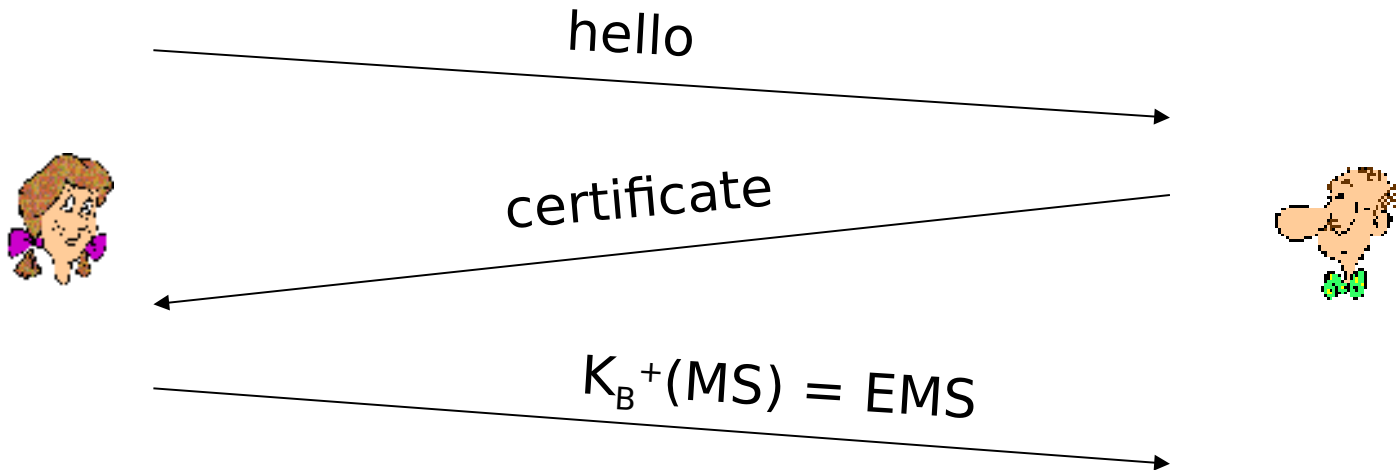 hello
certificate
K_B^+(MS) = EMS